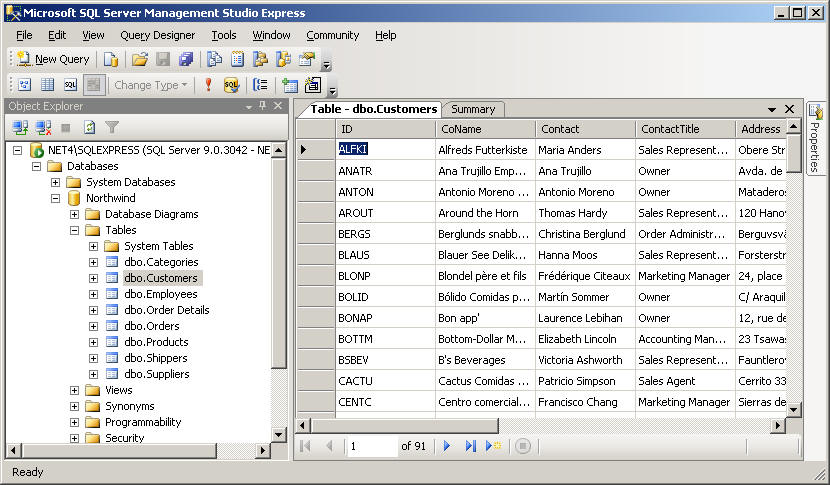 Microsoft SQL Server Management Studio Express
File Edit View Query Designer Tools Window Community Help
New Query
Change Type
Object Explorer
NET4\SQLEXPRESS (SQL Server 9.0.3042 - NE
Databases
System Databases
Northwind
Database Diagrams
Tables
System Tables
dbo.Categories
dbo.Customers
dbo.Employees
dbo.Order Details
dbo.Orders
dbo.Products
dbo.Shippers
dbo.Suppliers
Views
Synonyms
Programmability
Security
Table - dbo.Customers Summary
ID CoName Contact ContactTitle Address
ALFKI Alfreds Futterkiste Maria Anders Sales Represent... Obere Str
ANATR Ana Trujillo Emp... Ana Trujillo Owner Avda. de
ANTON Antonio Moreno ... Antonio Moreno Owner Mataderos
AROUT Around the Horn Thomas Hardy Sales Represent... 120 Hanov
BERGS Berglunds snabb... Christina Berglund Order Administr... Berguvsvä
BLAUS Blauer See Delik... Hanna Moos Sales Represent... Forsterstr
BLONP Blondel père et fils Frédérique Citeaux Marketing Manager 24, place
BOLID Bólido Comidas p... Martín Sommer Owner C/ Araquil
BONAP Bon app' Laurence Lebihan Owner 12, rue de
BOTTM Bottom-Dollar M... Elizabeth Lincoln Accounting Man... 23 Tsawas
BSBEV B's Beverages Victoria Ashworth Sales Represent... Fauntlerov
CACTU Cactus Comidas ... Patricio Simpson Sales Agent Cerrito 33
CENTC Centro comercial... Francisco Chang Marketing Manager Sierras de
1 of 91
Properties
Ready